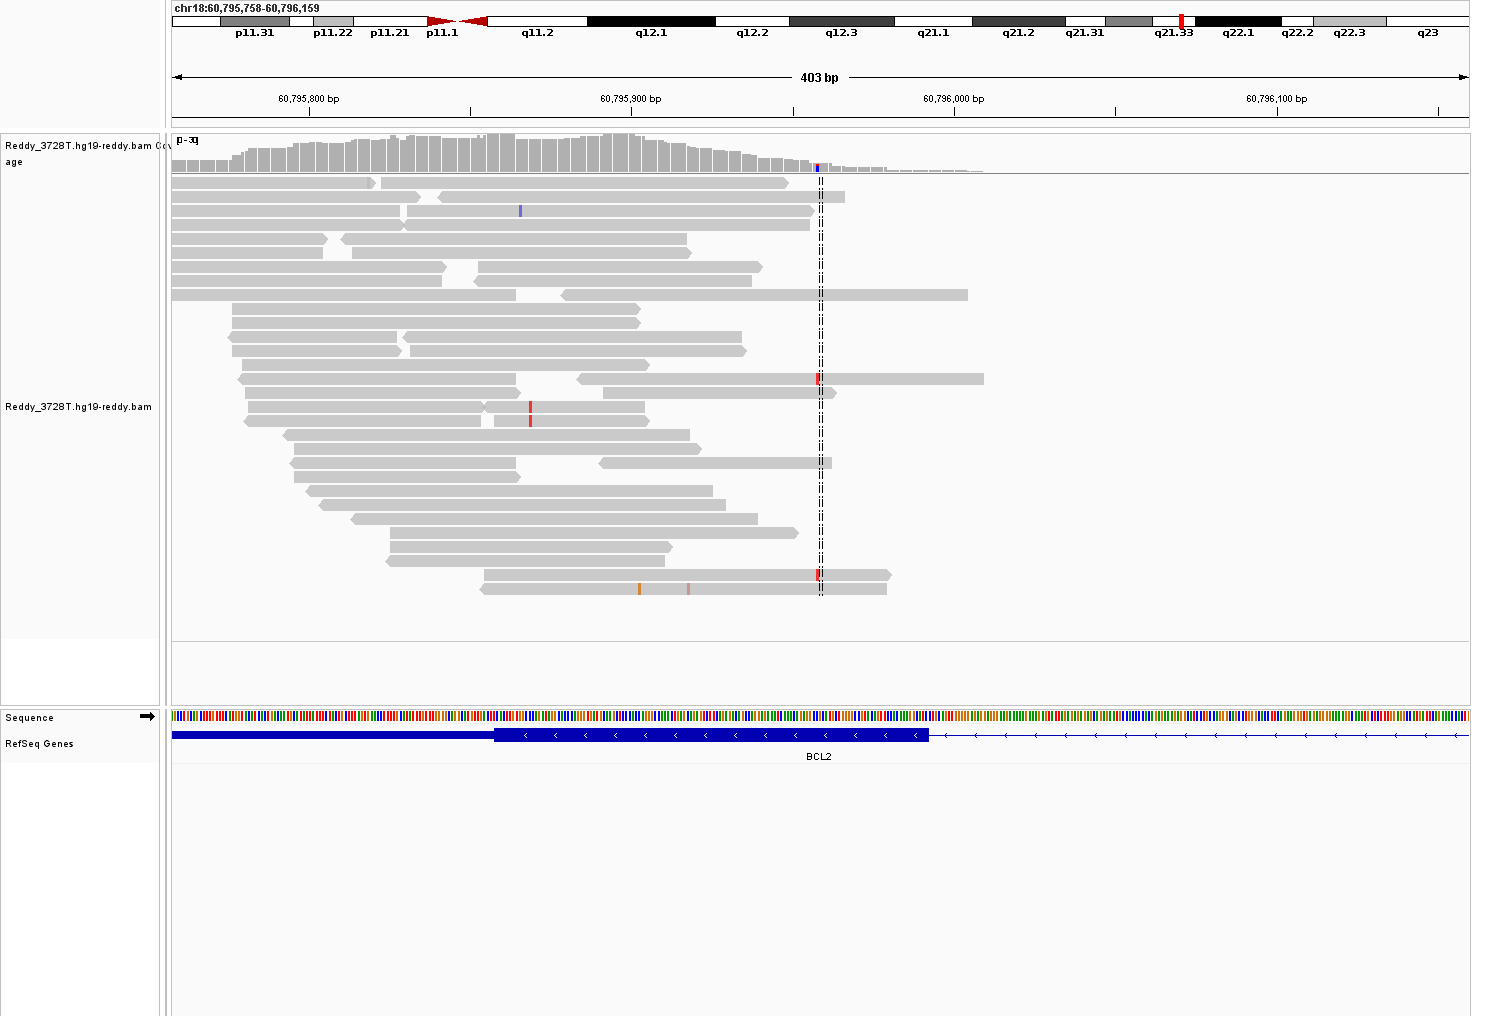 chr18:60,795,758-60,796,159
p11.31 p11.22 p11.21 p11.1 q11.2 q12.1 q12.2 q12.3 q21.1 q21.2 q21.31 q21.33 q22.1 q22.2 q22.3 q23
403 bp
60,795,800 bp 60,795,900 bp 60,796,000 bp 60,796,100 bp
Reddy_3728T.hg19-reddy.bam Cov
age
[0 - 30]
Reddy_3728T.hg19-reddy.bam
Sequence
RefSeq Genes
BCL2